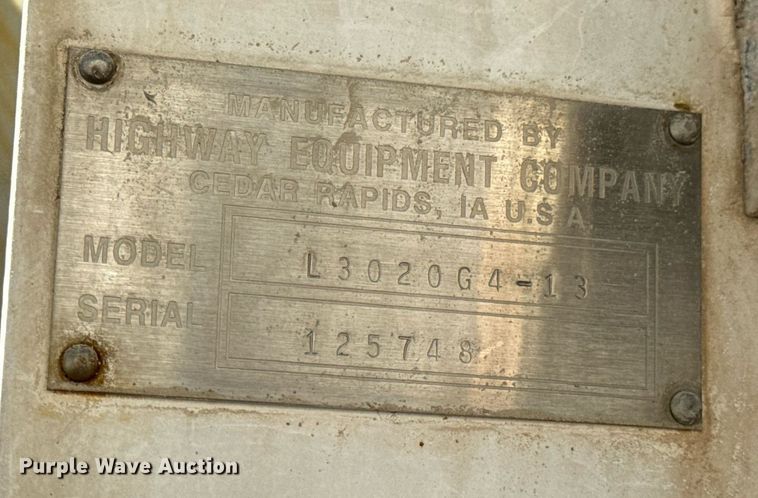 MANUFACTURED BY
HIGHWAY EQUIPMENT COMPANY
CEDAR RAPIDS, IA U.S.A.
MODEL L3020G4-13
SERIAL 125748
Purple Wave Auction